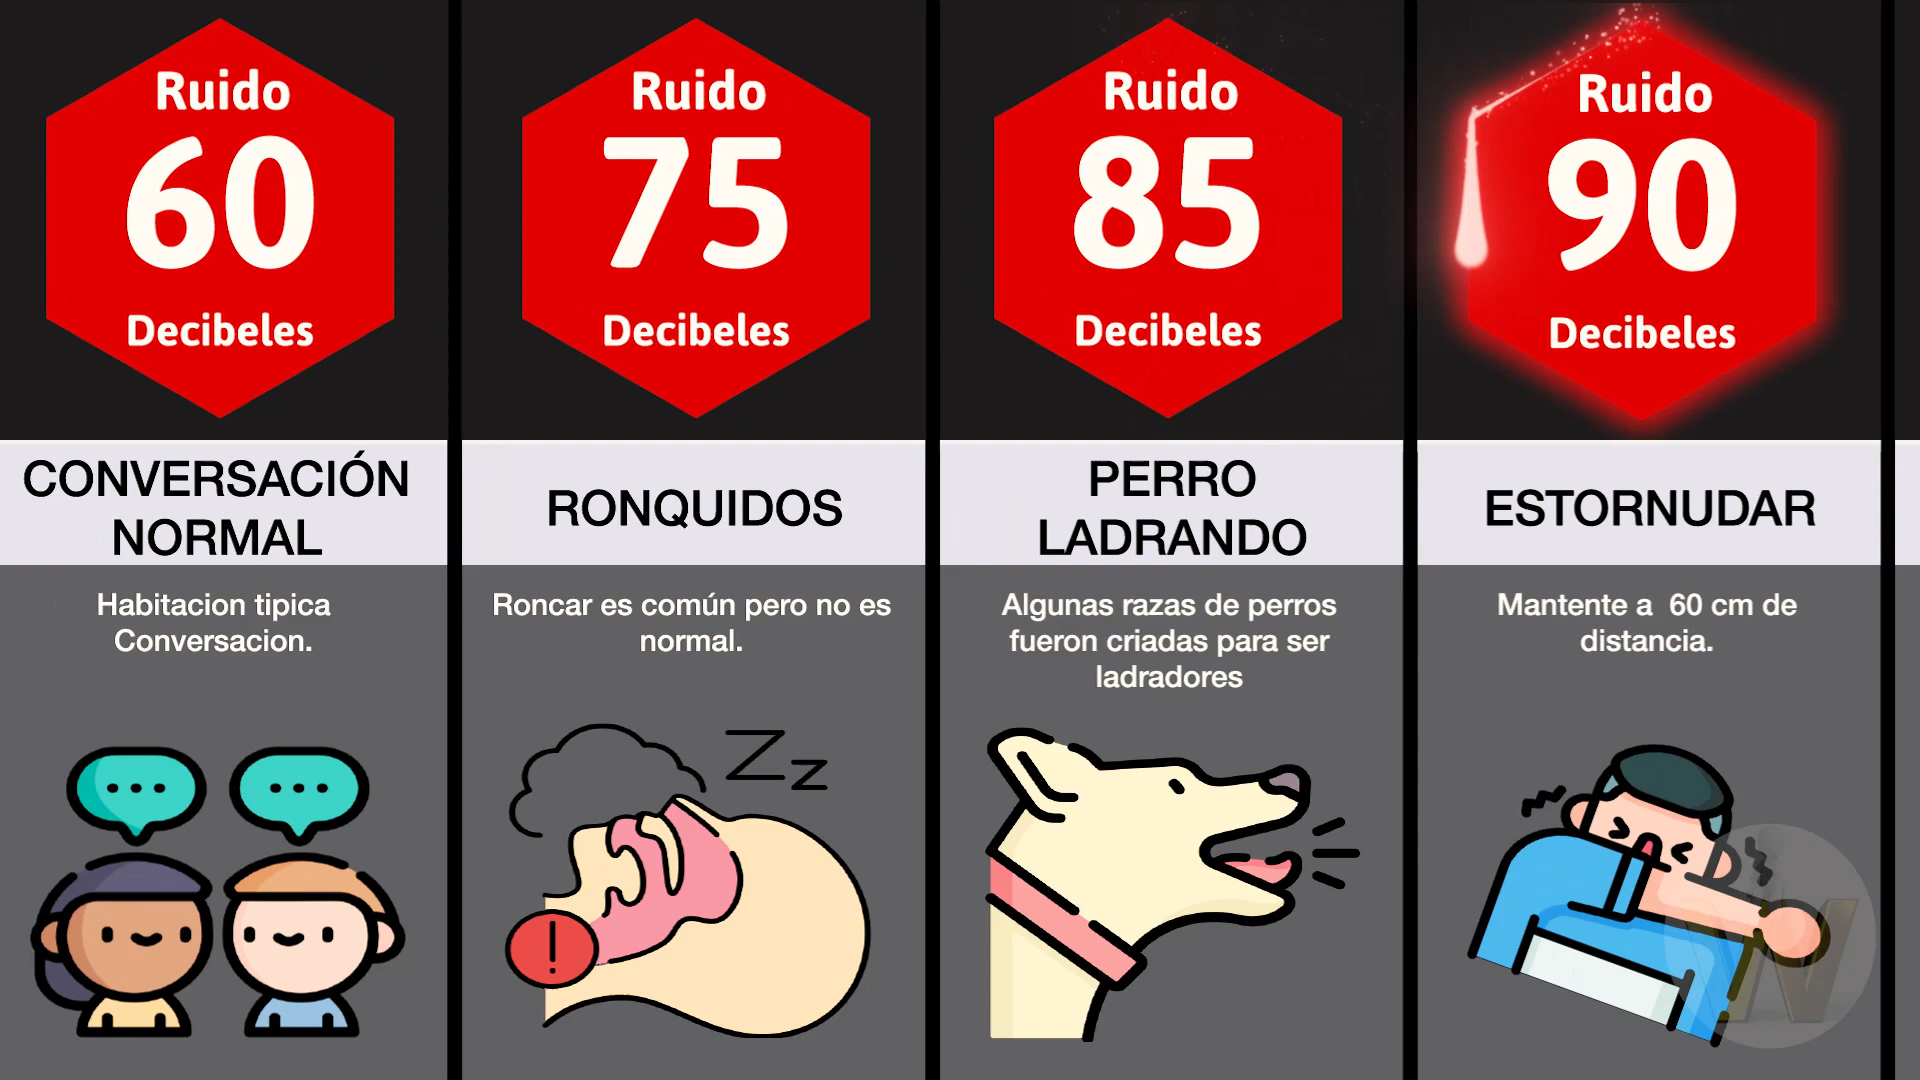 Ruido
60
Decibeles
CONVERSACIÓN
NORMAL
Habitacion tipica
Conversacion.
Ruido
75
Decibeles
RONQUIDOS
Roncar es común pero no es
normal.
Zz
Ruido
85
Decibeles
PERRO
LADRANDO
Algunas razas de perros
fueron criadas para ser
ladradores
Ruido
90
Decibeles
ESTORNUDAR
Mantente a  60 cm de
distancia.